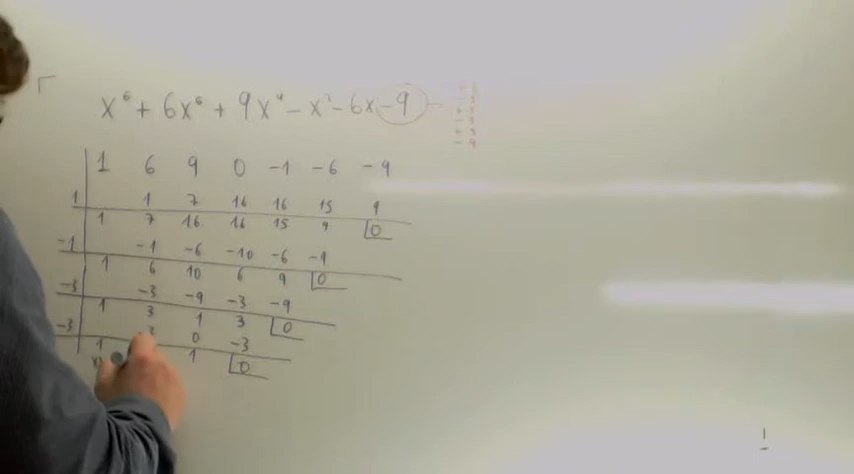 x⁶ + 6x⁵ + 9x⁴ - x² - 6x - 9
1 6 9 0 -1 -6 -9
1 1 7 16 16 15 9
1 7 16 16 15 9 0
-1 -1 -6 -10 -6 -9
1 6 10 6 9 0
-3 -3 -9 -3 -9
1 3 1 3 0
-3 0 -3
1 1 0